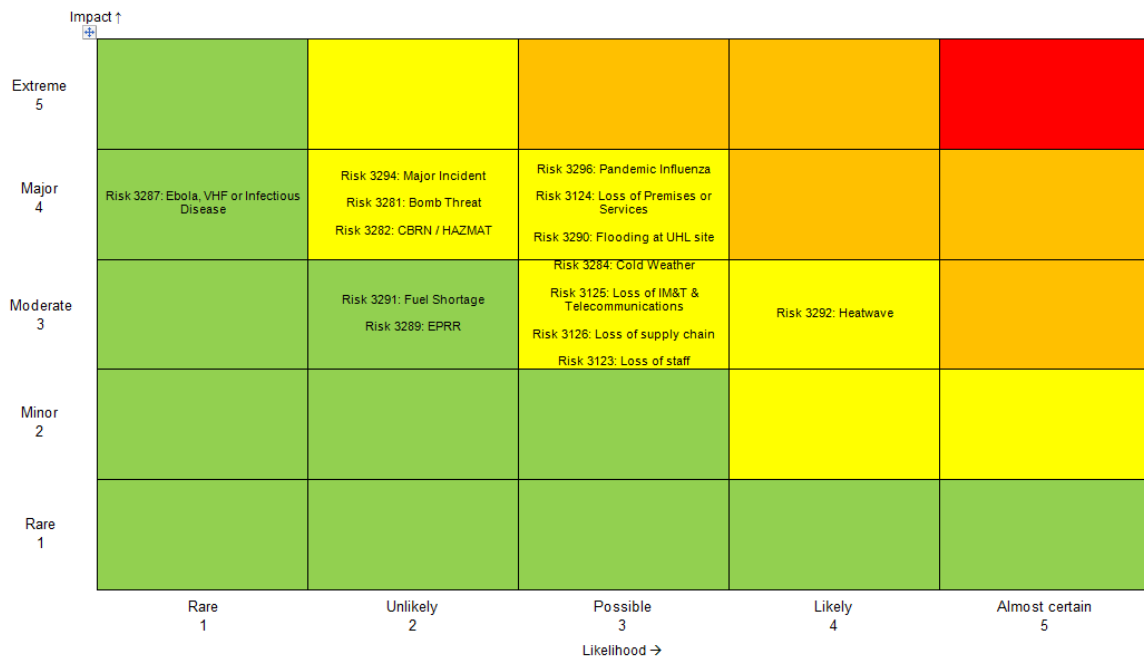 Impact ↑
Extreme
5
Major
4
Risk 3287: Ebola, VHF or Infectious
Disease
Risk 3294: Major Incident
Risk 3281: Bomb Threat
Risk 3282: CBRN / HAZMAT
Risk 3296: Pandemic Influenza
Risk 3124: Loss of Premises or
Services
Risk 3290: Flooding at UHL site
Moderate
3
Risk 3291: Fuel Shortage
Risk 3289: EPRR
Risk 3284: Cold Weather
Risk 3125: Loss of IM&T &
Telecommunications
Risk 3126: Loss of supply chain
Risk 3123: Loss of staff
Risk 3292: Heatwave
Minor
2
Rare
1
Rare
1
Unlikely
2
Possible
3
Likely
4
Almost certain
5
Likelihood →